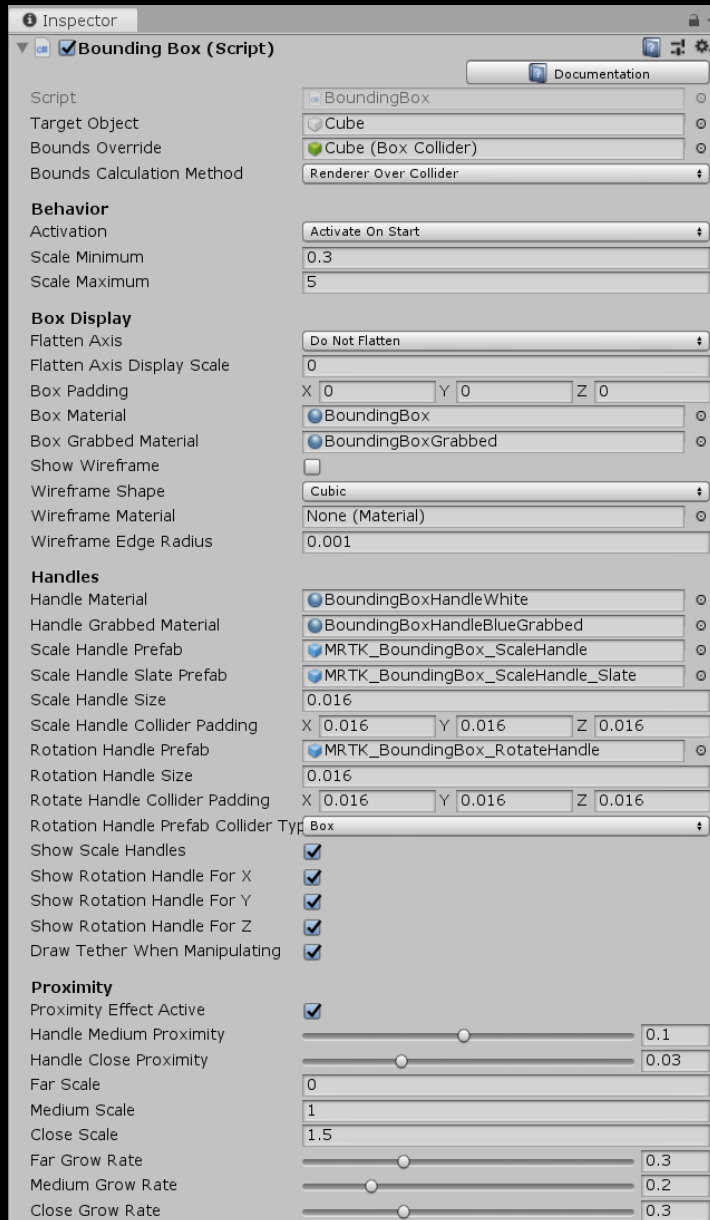 Inspector
Bounding Box (Script)
Documentation
Script BoundingBox
Target Object Cube
Bounds Override Cube (Box Collider)
Bounds Calculation Method Renderer Over Collider
Behavior
Activation Activate On Start
Scale Minimum 0.3
Scale Maximum 5
Box Display
Flatten Axis Do Not Flatten
Flatten Axis Display Scale 0
Box Padding X 0 Y 0 Z 0
Box Material BoundingBox
Box Grabbed Material BoundingBoxGrabbed
Show Wireframe
Wireframe Shape Cubic
Wireframe Material None (Material)
Wireframe Edge Radius 0.001
Handles
Handle Material BoundingBoxHandleWhite
Handle Grabbed Material BoundingBoxHandleBlueGrabbed
Scale Handle Prefab MRTK_BoundingBox_ScaleHandle
Scale Handle Slate Prefab MRTK_BoundingBox_ScaleHandle_Slate
Scale Handle Size 0.016
Scale Handle Collider Padding X 0.016 Y 0.016 Z 0.016
Rotation Handle Prefab MRTK_BoundingBox_RotateHandle
Rotation Handle Size 0.016
Rotate Handle Collider Padding X 0.016 Y 0.016 Z 0.016
Rotation Handle Prefab Collider Typ Box
Show Scale Handles
Show Rotation Handle For X
Show Rotation Handle For Y
Show Rotation Handle For Z
Draw Tether When Manipulating
Proximity
Proximity Effect Active
Handle Medium Proximity 0.1
Handle Close Proximity 0.03
Far Scale 0
Medium Scale 1
Close Scale 1.5
Far Grow Rate 0.3
Medium Grow Rate 0.2
Close Grow Rate 0.3